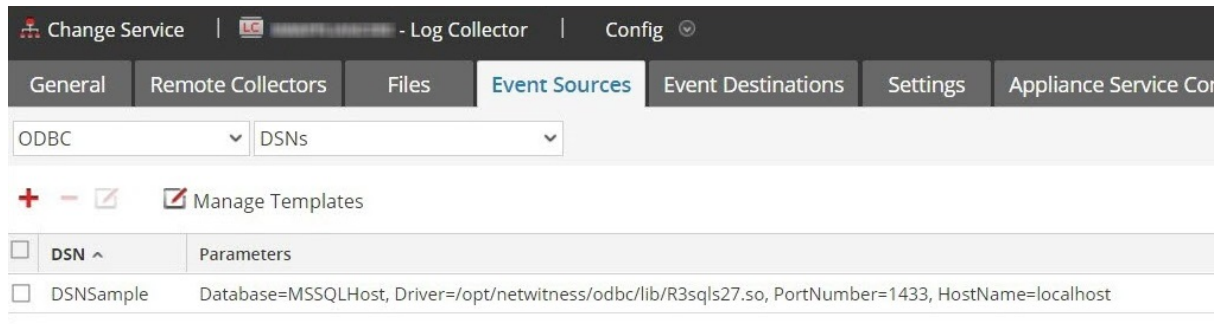 Change Service | LC - Log Collector | Config
General Remote Collectors Files Event Sources Event Destinations Settings Appliance Service
ODBC DSNs
+ - Manage Templates
DSN Parameters
DSNSample Database=MSSQLHost, Driver=/opt/netwitness/odbc/lib/R3sqls27.so, PortNumber=1433, HostName=localhost